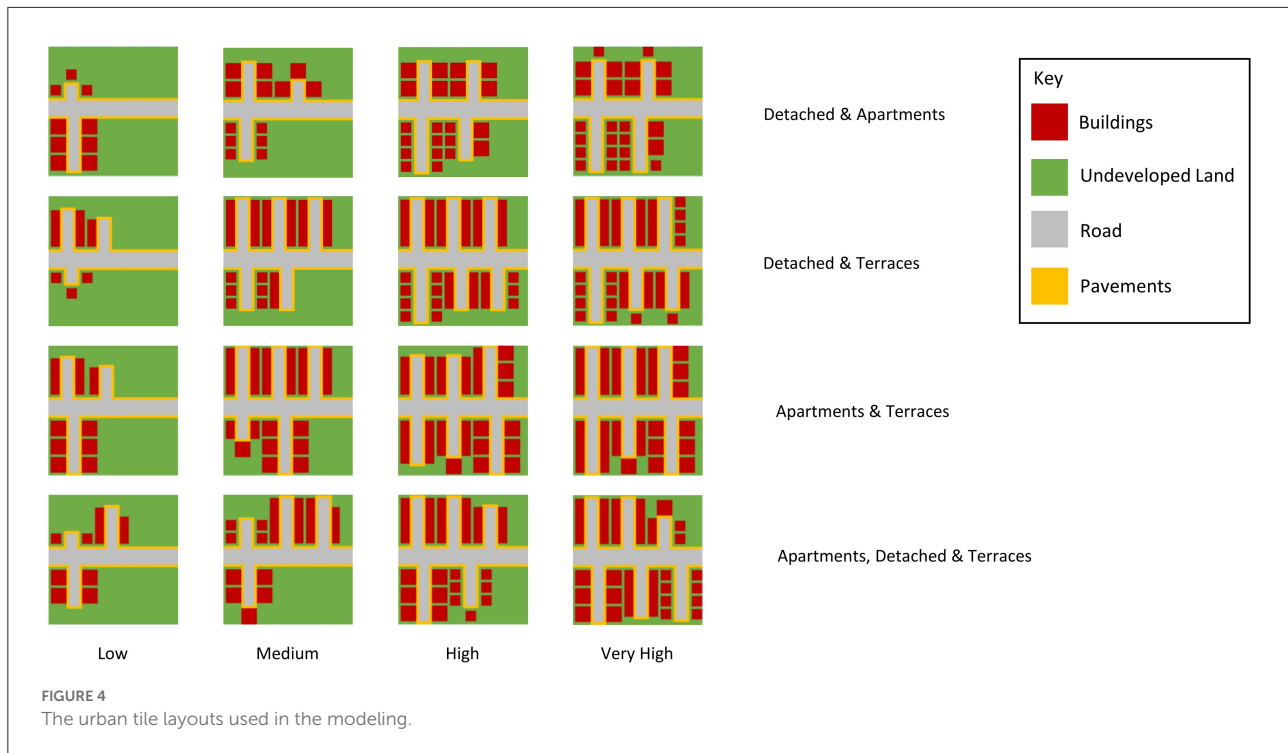 Key
Buildings
Undeveloped Land
Road
Pavements
Detached & Apartments
Detached & Terraces
Apartments & Terraces
Apartments, Detached & Terraces
Low
Medium
High
Very High
FIGURE 4
The urban tile layouts used in the modeling.